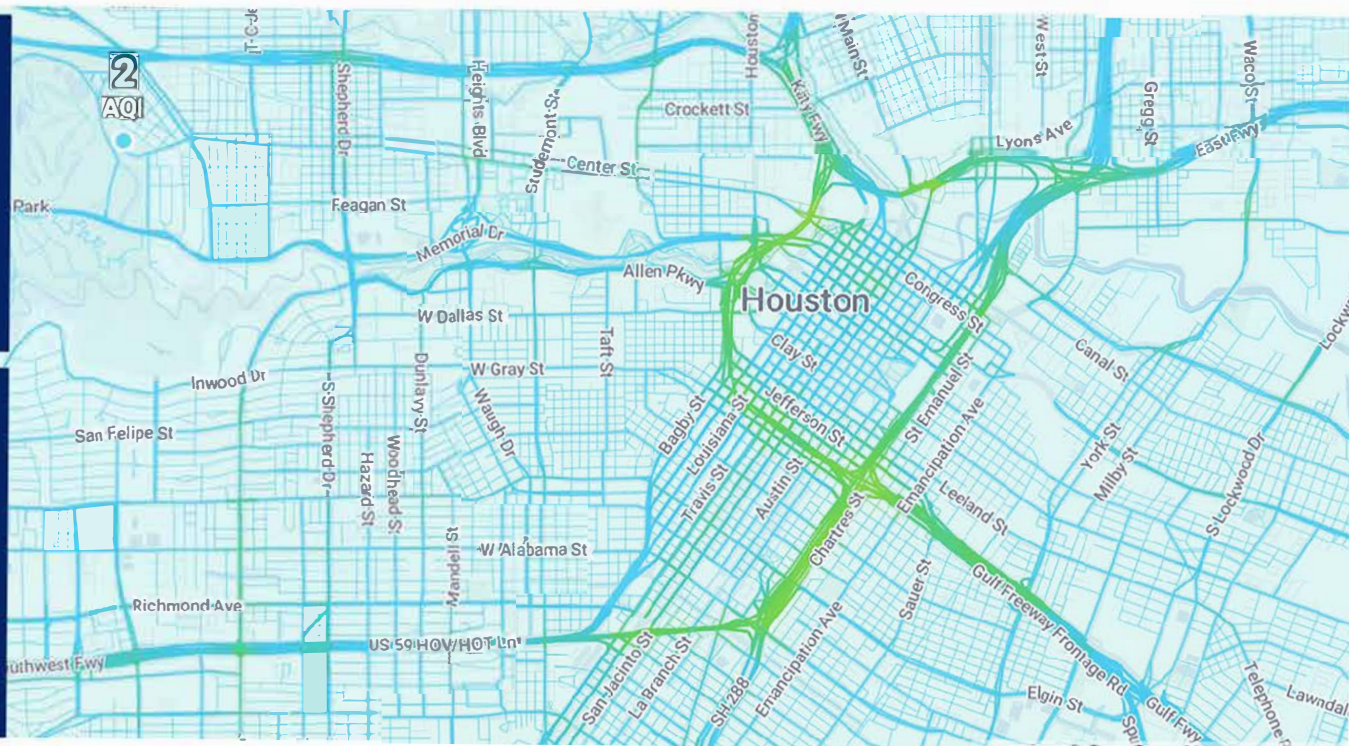 Houston
Main St
West St
2
AQI
Shepherd Dr
Heights Blvd
Studemont St
Crockett St
Katy Fwy
Lyons Ave
Gregg St
Waco St
East Fwy
Center St
Park
Feagan St
Memorial Dr
Allen Pkwy
Houston
Congress St
W Dallas St
Taft St
Clay St
Canal St
Inwood Dr
Dunlavy St
W Gray St
Waugh Dr
Jefferson St
St Emanuel St
S Shepherd Dr
San Felipe St
Bagby St
Louisiana St
Emancipation Ave
York St
Milby St
S Lockwood Dr
Hazard St
Woodhead St
Travis St
Austin St
Leeland St
Chartres St
W Alabama St
Mandell St
Sauer St
Gulf Freeway Frontage Rd
Richmond Ave
US 59 HOV/HOT Ln
uthwest Fwy
San Jacinto St
La Branch St
SH 288
Emancipation Ave
Elgin St
Gulf Fwy
Spu
Telephone
Lawndal
Lockw